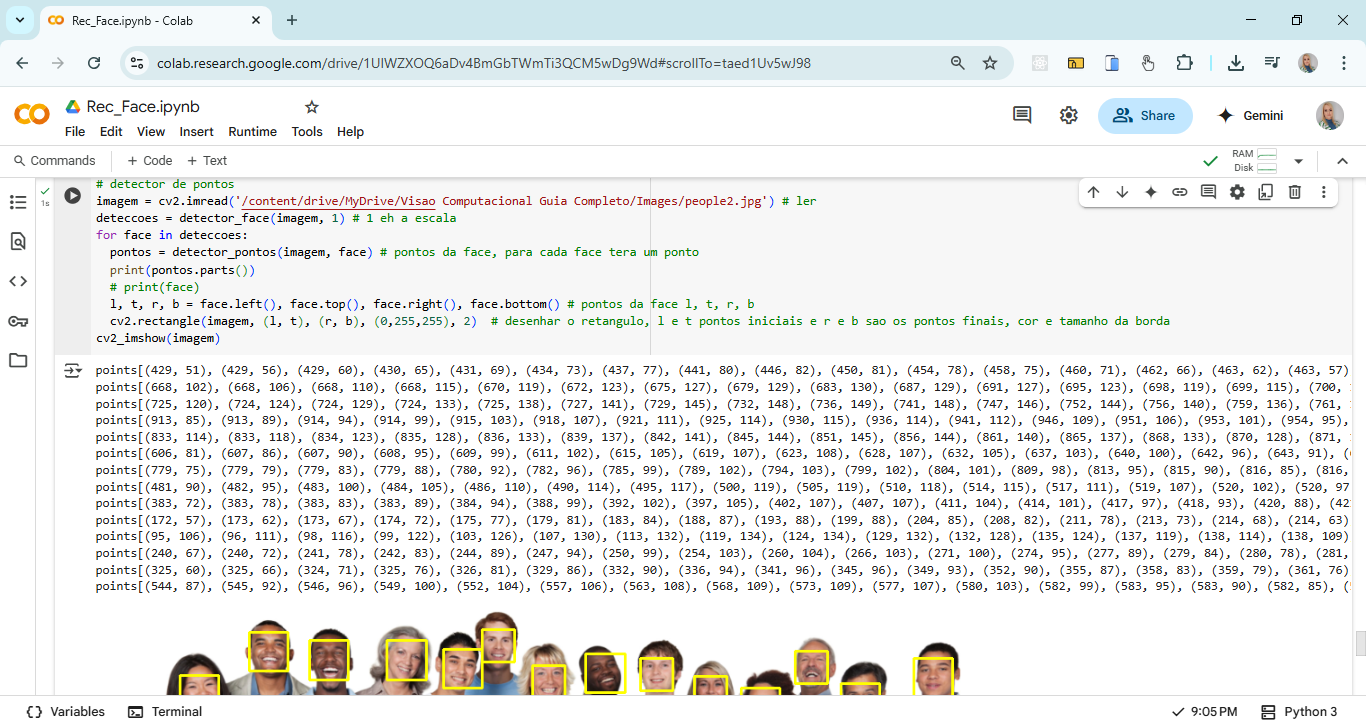 Rec_Face.ipynb - Colab
colab.research.google.com/drive/1UIWZXOQ6aDv4BmGbTWmTi3QCM5wDg9Wd#scrollTo=taed1Uv5wJ98
Rec_Face.ipynb
File Edit View Insert Runtime Tools Help
Share
Gemini
Commands + Code + Text
RAM
Disk
1s
# detector de pontos
imagem = cv2.imread('/content/drive/MyDrive/Visao Computacional Guia Completo/Images/people2.jpg') # ler
deteccoes = detector_face(imagem, 1) # 1 eh a escala
for face in deteccoes:
  pontos = detector_pontos(imagem, face) # pontos da face, para cada face tera um ponto
  print(pontos.parts())
  # print(face)
  l, t, r, b = face.left(), face.top(), face.right(), face.bottom() # pontos da face l, t, r, b
  cv2.rectangle(imagem, (l, t), (r, b), (0,255,255), 2)  # desenhar o retangulo, l e t pontos iniciais e r e b sao os pontos finais, cor e tamanho da borda
cv2_imshow(imagem)
points[(429, 51), (429, 56), (429, 60), (430, 65), (431, 69), (434, 73), (437, 77), (441, 80), (446, 82), (450, 81), (454, 78), (458, 75), (460, 71), (462, 66), (463, 62), (463, 57)
points[(668, 102), (668, 106), (668, 110), (668, 115), (670, 119), (672, 123), (675, 127), (679, 129), (683, 130), (687, 129), (691, 127), (695, 123), (698, 119), (699, 115), (700,
points[(725, 120), (724, 124), (724, 129), (724, 133), (725, 138), (727, 141), (729, 145), (732, 148), (736, 149), (741, 148), (747, 146), (752, 144), (756, 140), (759, 136), (761,
points[(913, 85), (913, 89), (914, 94), (914, 99), (915, 103), (918, 107), (921, 111), (925, 114), (930, 115), (936, 114), (941, 112), (946, 109), (951, 106), (953, 101), (954, 95),
points[(833, 114), (833, 118), (834, 123), (835, 128), (836, 133), (839, 137), (842, 141), (845, 144), (851, 145), (856, 144), (861, 140), (865, 137), (868, 133), (870, 128), (871,
points[(606, 81), (607, 86), (607, 90), (608, 95), (609, 99), (611, 102), (615, 105), (619, 107), (623, 108), (628, 107), (632, 105), (637, 103), (640, 100), (642, 96), (643, 91), (
points[(779, 75), (779, 79), (779, 83), (779, 88), (780, 92), (782, 96), (785, 99), (789, 102), (794, 103), (799, 102), (804, 101), (809, 98), (813, 95), (815, 90), (816, 85), (816,
points[(481, 90), (482, 95), (483, 100), (484, 105), (486, 110), (490, 114), (495, 117), (500, 119), (505, 119), (510, 118), (514, 115), (517, 111), (519, 107), (520, 102), (520, 97
points[(383, 72), (383, 78), (383, 83), (383, 89), (384, 94), (388, 99), (392, 102), (397, 105), (402, 107), (407, 107), (411, 104), (414, 101), (417, 97), (418, 93), (420, 88), (42
points[(172, 57), (173, 62), (173, 67), (174, 72), (175, 77), (179, 81), (183, 84), (188, 87), (193, 88), (199, 88), (204, 85), (208, 82), (211, 78), (213, 73), (214, 68), (214, 63)
points[(95, 106), (96, 111), (98, 116), (99, 122), (103, 126), (107, 130), (113, 132), (119, 134), (124, 134), (129, 132), (132, 128), (135, 124), (137, 119), (138, 114), (138, 109)
points[(240, 67), (240, 72), (241, 78), (242, 83), (244, 89), (247, 94), (250, 99), (254, 103), (260, 104), (266, 103), (271, 100), (274, 95), (277, 89), (279, 84), (280, 78), (281,
points[(325, 60), (325, 66), (324, 71), (325, 76), (326, 81), (329, 86), (332, 90), (336, 94), (341, 96), (345, 96), (349, 93), (352, 90), (355, 87), (358, 83), (359, 79), (361, 76)
points[(544, 87), (545, 92), (546, 96), (549, 100), (552, 104), (557, 106), (563, 108), (568, 109), (573, 109), (577, 107), (580, 103), (582, 99), (583, 95), (583, 90), (582, 85), (
Variables Terminal 9:05 PM Python 3